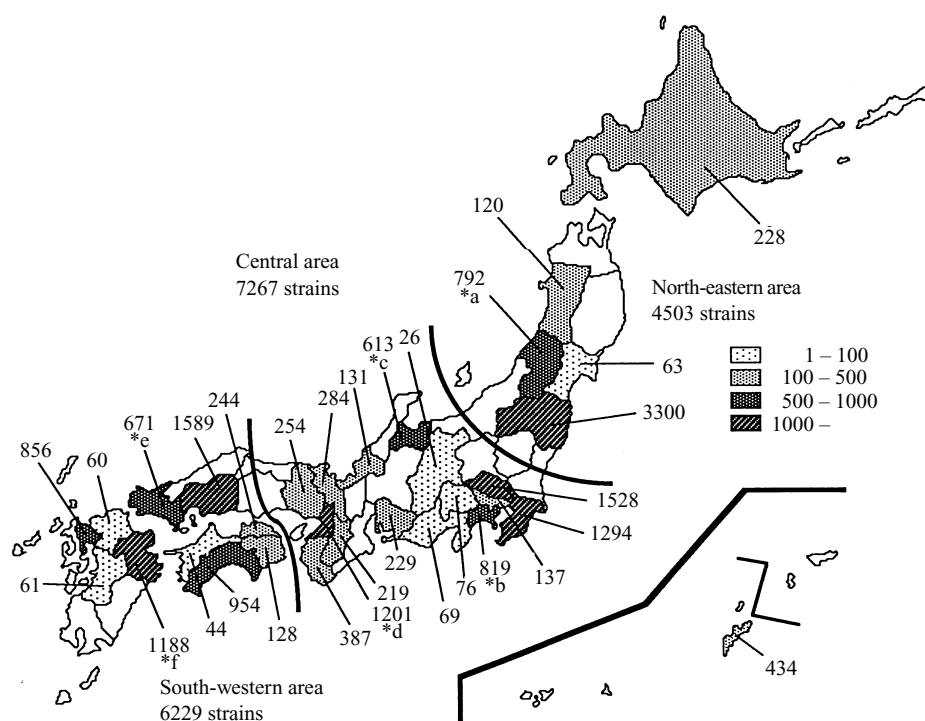 120
228
Central area
7267 strains
792
*a
North-eastern area
4503 strains
613
*c
26
131
63
1 – 100
100 – 500
500 – 1000
1000 –
284
3300
671
*e
1589
244
254
856
60
1528
1294
229
819
*b
137
76
61
219
69
954
1201
*d
44
128
387
1188
*f
434
South-western area
6229 strains